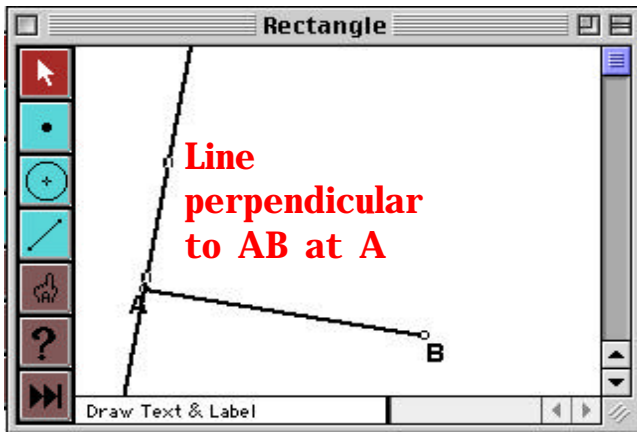 Rectangle
Line
perpendicular
to AB at A
A
B
A
?
Draw Text & Label